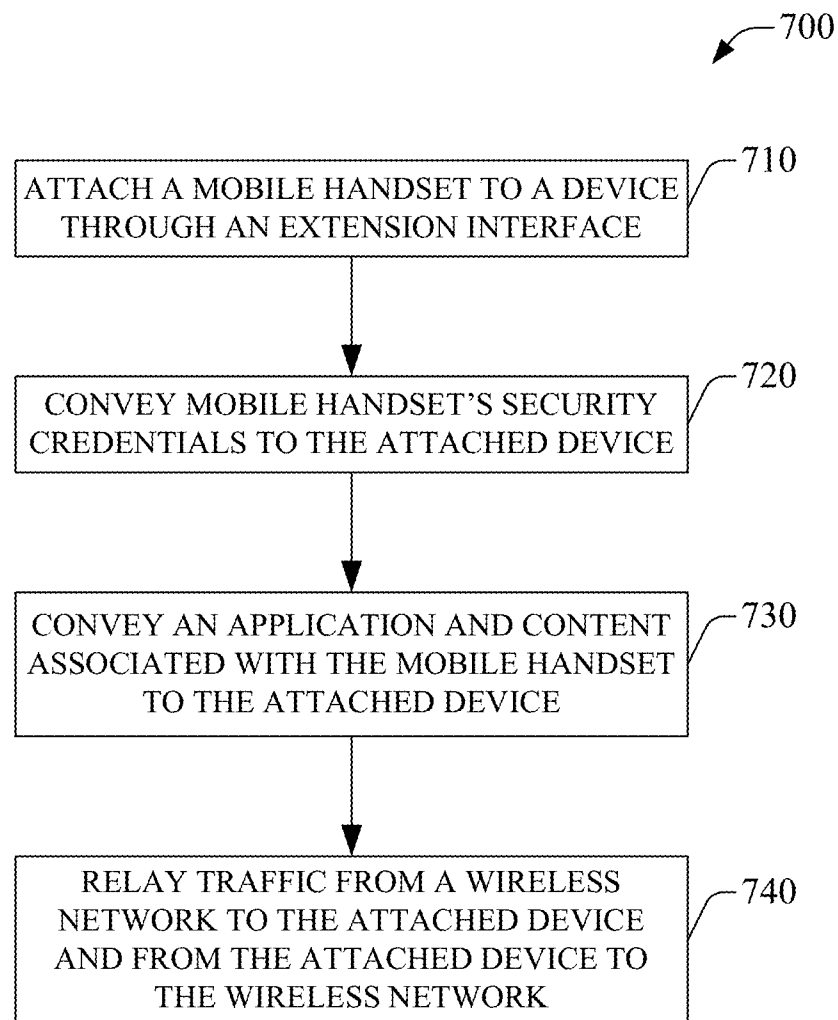 700
710
ATTACH A MOBILE HANDSET TO A DEVICE
THROUGH AN EXTENSION INTERFACE
720
CONVEY MOBILE HANDSET'S SECURITY
CREDENTIALS TO THE ATTACHED DEVICE
730
CONVEY AN APPLICATION AND CONTENT
ASSOCIATED WITH THE MOBILE HANDSET
TO THE ATTACHED DEVICE
740
RELAY TRAFFIC FROM A WIRELESS
NETWORK TO THE ATTACHED DEVICE
AND FROM THE ATTACHED DEVICE TO
THE WIRELESS NETWORK